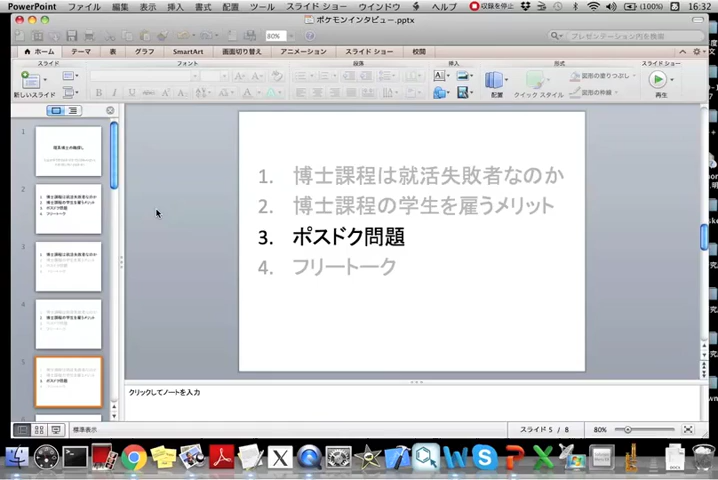 PowerPoint ファイル 編集 表示 挿入 書式 配置 ツール スライド ショー ウインドウ ヘルプ 収録を停止 (100%) 16:32
ポケモンインタビュー.pptx
80% プレゼンテーション内を検索
ホーム テーマ 表 グラフ SmartArt 画面切り替え アニメーション スライド ショー 校閲
スライド フォント 段落 挿入 形式 スライド ショー
新しいスライド 配置 クイック スタイル 図形の塗りつぶし 図形の枠線 再生
1
2
3
4
5
1. 博士課程は就活失敗者なのか
2. 博士課程の学生を雇うメリット
3. ポスドク問題
4. フリートーク
クリックしてノートを入力
標準表示 スライド 5 / 8 80%